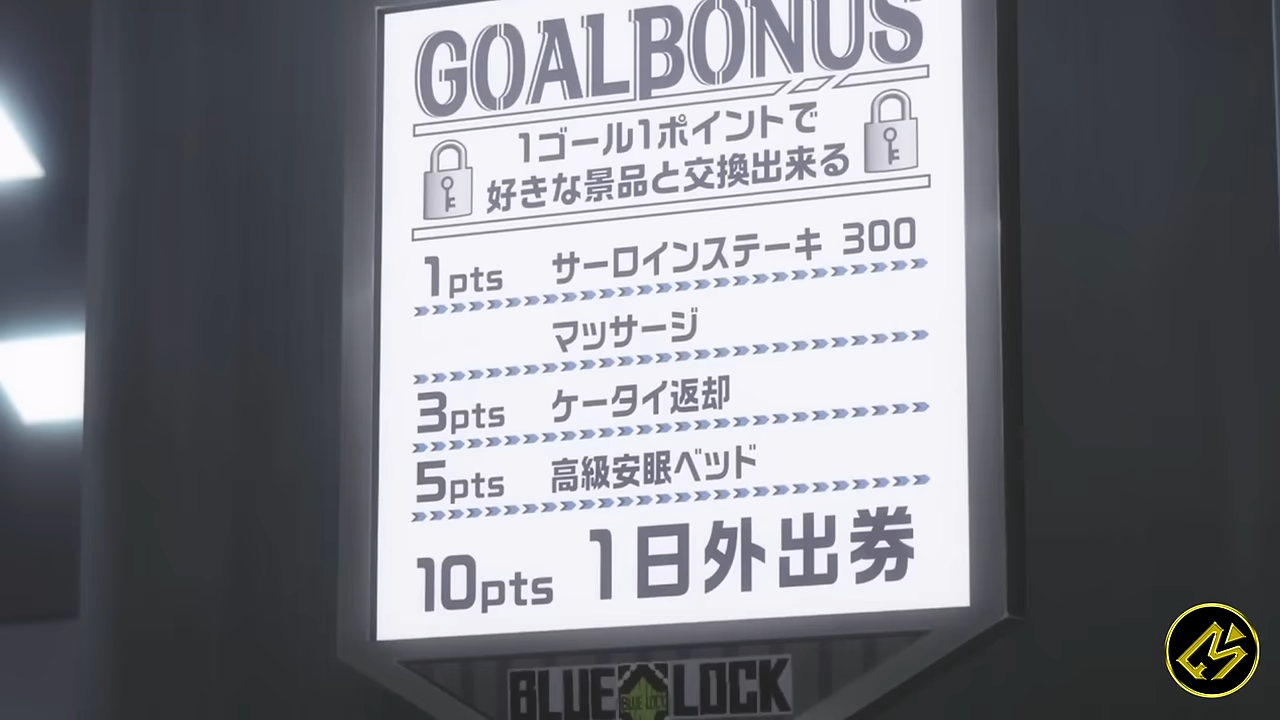 GOALBONUS
1ゴール1ポイントで
好きな景品と交換出来る
1pts サーロインステーキ 300
マッサージ
3pts ケータイ返却
5pts 高級安眠ベッド
10pts 1日外出券
BLUE LOCK
BLUE LOCK